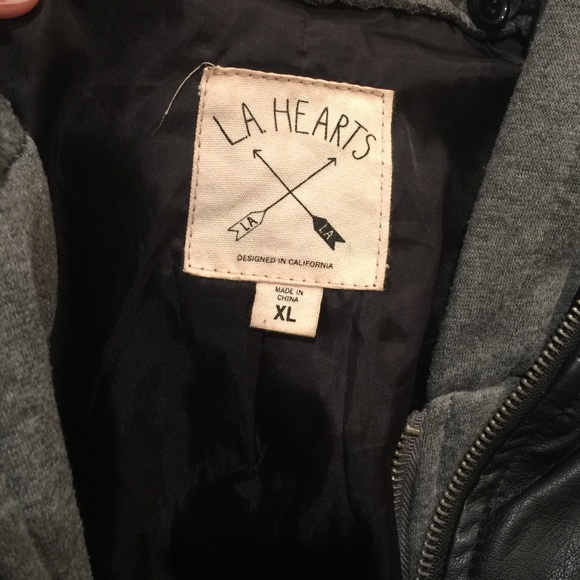 L.A. HEARTS
LA LA
DESIGNED IN CALIFORNIA
MADE IN
CHINA
XL